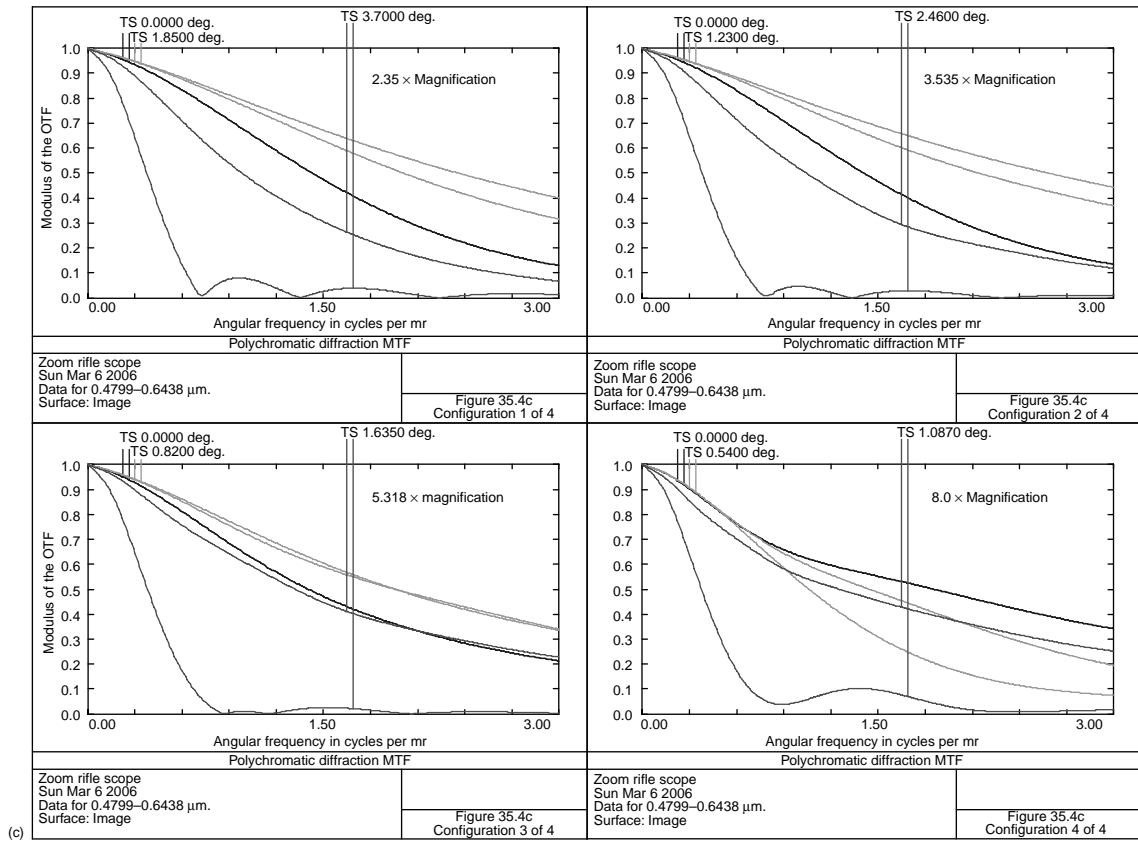 TS 0.0000 deg.
TS 1.8500 deg.
TS 3.7000 deg.
2.35 × Magnification
Modulus of the OTF
1.0
0.9
0.8
0.7
0.6
0.5
0.4
0.3
0.2
0.1
0.0
0.00
1.50
3.00
Angular frequency in cycles per mr
Polychromatic diffraction MTF
Zoom rifle scope
Sun Mar 6 2006
Data for 0.4799–0.6438 µm.
Surface: Image
Figure 35.4c
Configuration 1 of 4
TS 0.0000 deg.
TS 1.2300 deg.
TS 2.4600 deg.
3.535 × Magnification
1.0
0.9
0.8
0.7
0.6
0.5
0.4
0.3
0.2
0.1
0.0
0.00
1.50
3.00
Angular frequency in cycles per mr
Polychromatic diffraction MTF
Zoom rifle scope
Sun Mar 6 2006
Data for 0.4799–0.6438 µm.
Surface: Image
Figure 35.4c
Configuration 2 of 4
TS 0.0000 deg.
TS 0.8200 deg.
TS 1.6350 deg.
5.318 × magnification
Modulus of the OTF
1.0
0.9
0.8
0.7
0.6
0.5
0.4
0.3
0.2
0.1
0.0
0.00
1.50
3.00
Angular frequency in cycles per mr
Polychromatic diffraction MTF
Zoom rifle scope
Sun Mar 6 2006
Data for 0.4799–0.6438 µm.
Surface: Image
Figure 35.4c
Configuration 3 of 4
TS 0.0000 deg.
TS 0.5400 deg.
TS 1.0870 deg.
8.0 × Magnification
1.0
0.9
0.8
0.7
0.6
0.5
0.4
0.3
0.2
0.1
0.0
0.00
1.50
3.00
Angular frequency in cycles per mr
Polychromatic diffraction MTF
Zoom rifle scope
Sun Mar 6 2006
Data for 0.4799–0.6438 µm.
Surface: Image
Figure 35.4c
Configuration 4 of 4
(c)